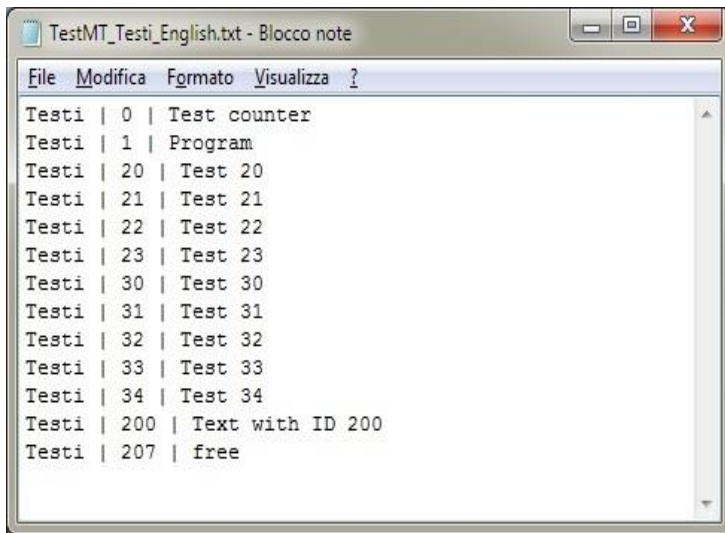 TestMT_Testi_English.txt - Blocco note
File Modifica Formato Visualizza ?
Testi | 0 | Test counter
Testi | 1 | Program
Testi | 20 | Test 20
Testi | 21 | Test 21
Testi | 22 | Test 22
Testi | 23 | Test 23
Testi | 30 | Test 30
Testi | 31 | Test 31
Testi | 32 | Test 32
Testi | 33 | Test 33
Testi | 34 | Test 34
Testi | 200 | Text with ID 200
Testi | 207 | free